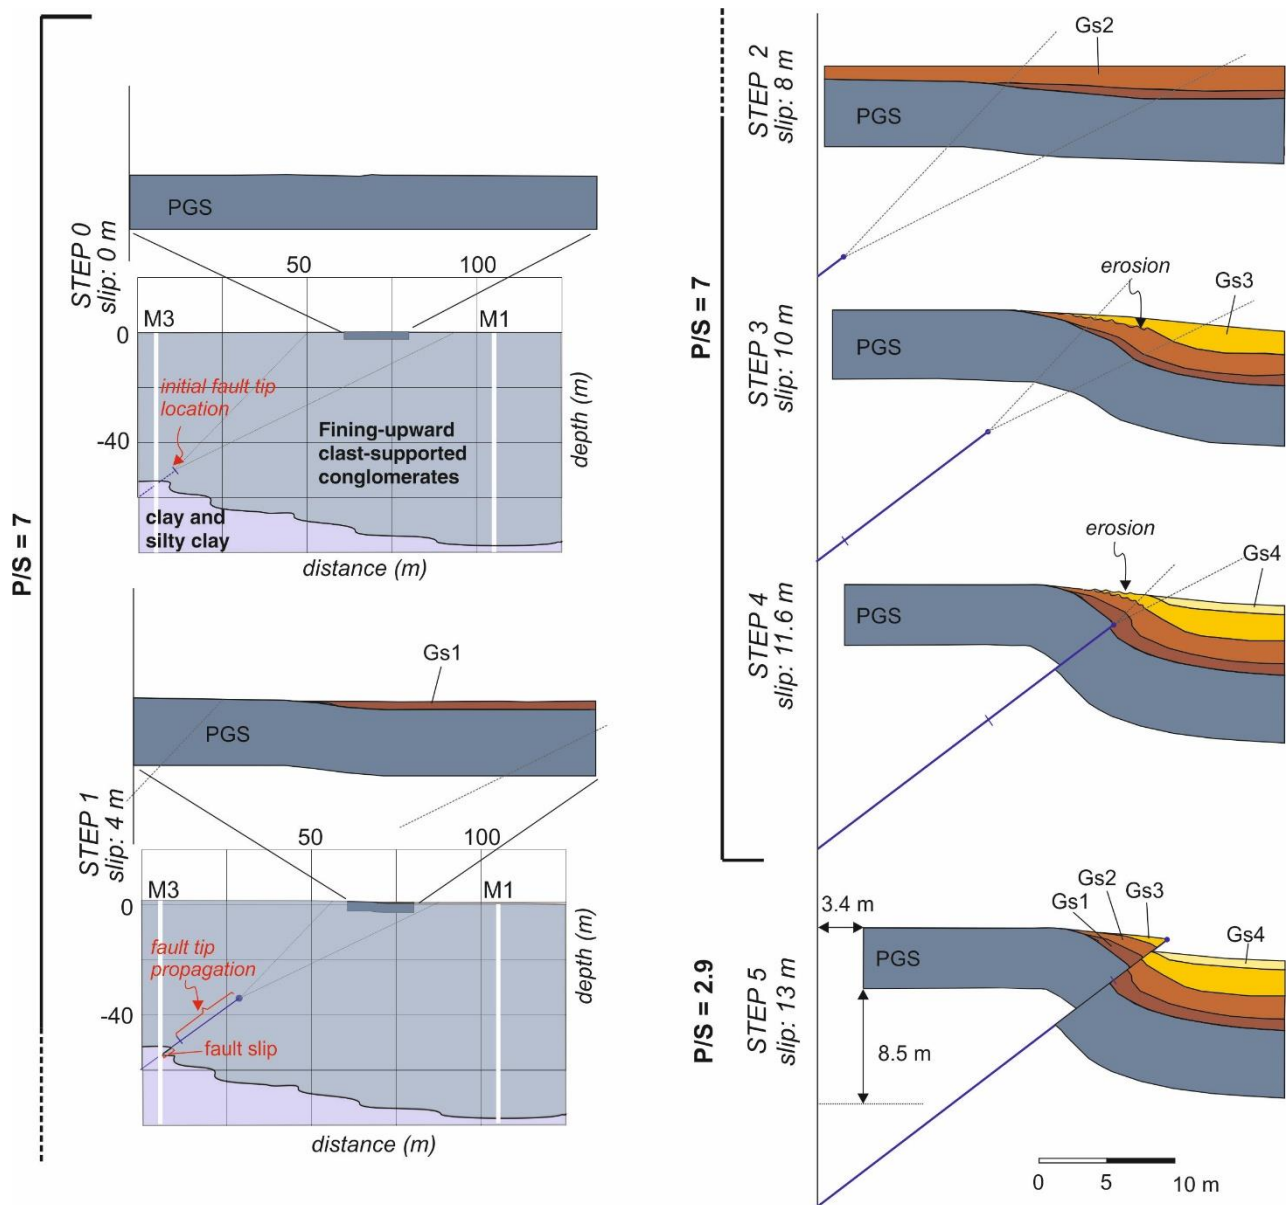 P/S = 7
STEP 0
slip: 0 m
PGS
50
100
M3
M1
0
initial fault tip
location
-40
Fining-upward
clast-supported
conglomerates
clay and
silty clay
depth (m)
distance (m)
STEP 1
slip: 4 m
Gs1
PGS
50
100
M3
M1
0
fault tip
propagation
-40
fault slip
depth (m)
distance (m)
P/S = 7
STEP 2
slip: 8 m
Gs2
PGS
STEP 3
slip: 10 m
erosion
Gs3
PGS
STEP 4
slip: 11.6 m
erosion
Gs4
PGS
P/S = 2.9
STEP 5
slip: 13 m
3.4 m
Gs2
Gs1
Gs3
Gs4
PGS
8.5 m
0
5
10 m